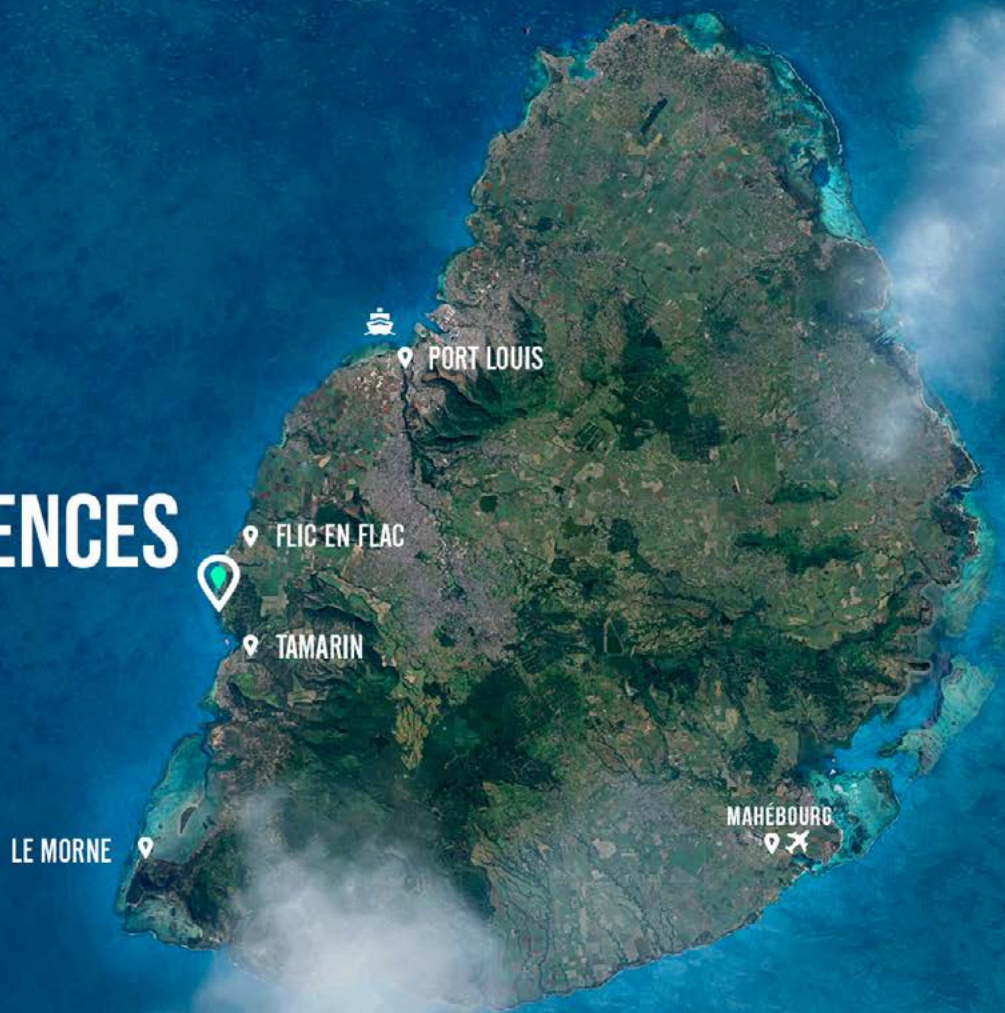 PORT LOUIS
ENCES
FLIC EN FLAC
TAMARIN
MAHÉBOURG
LE MORNE